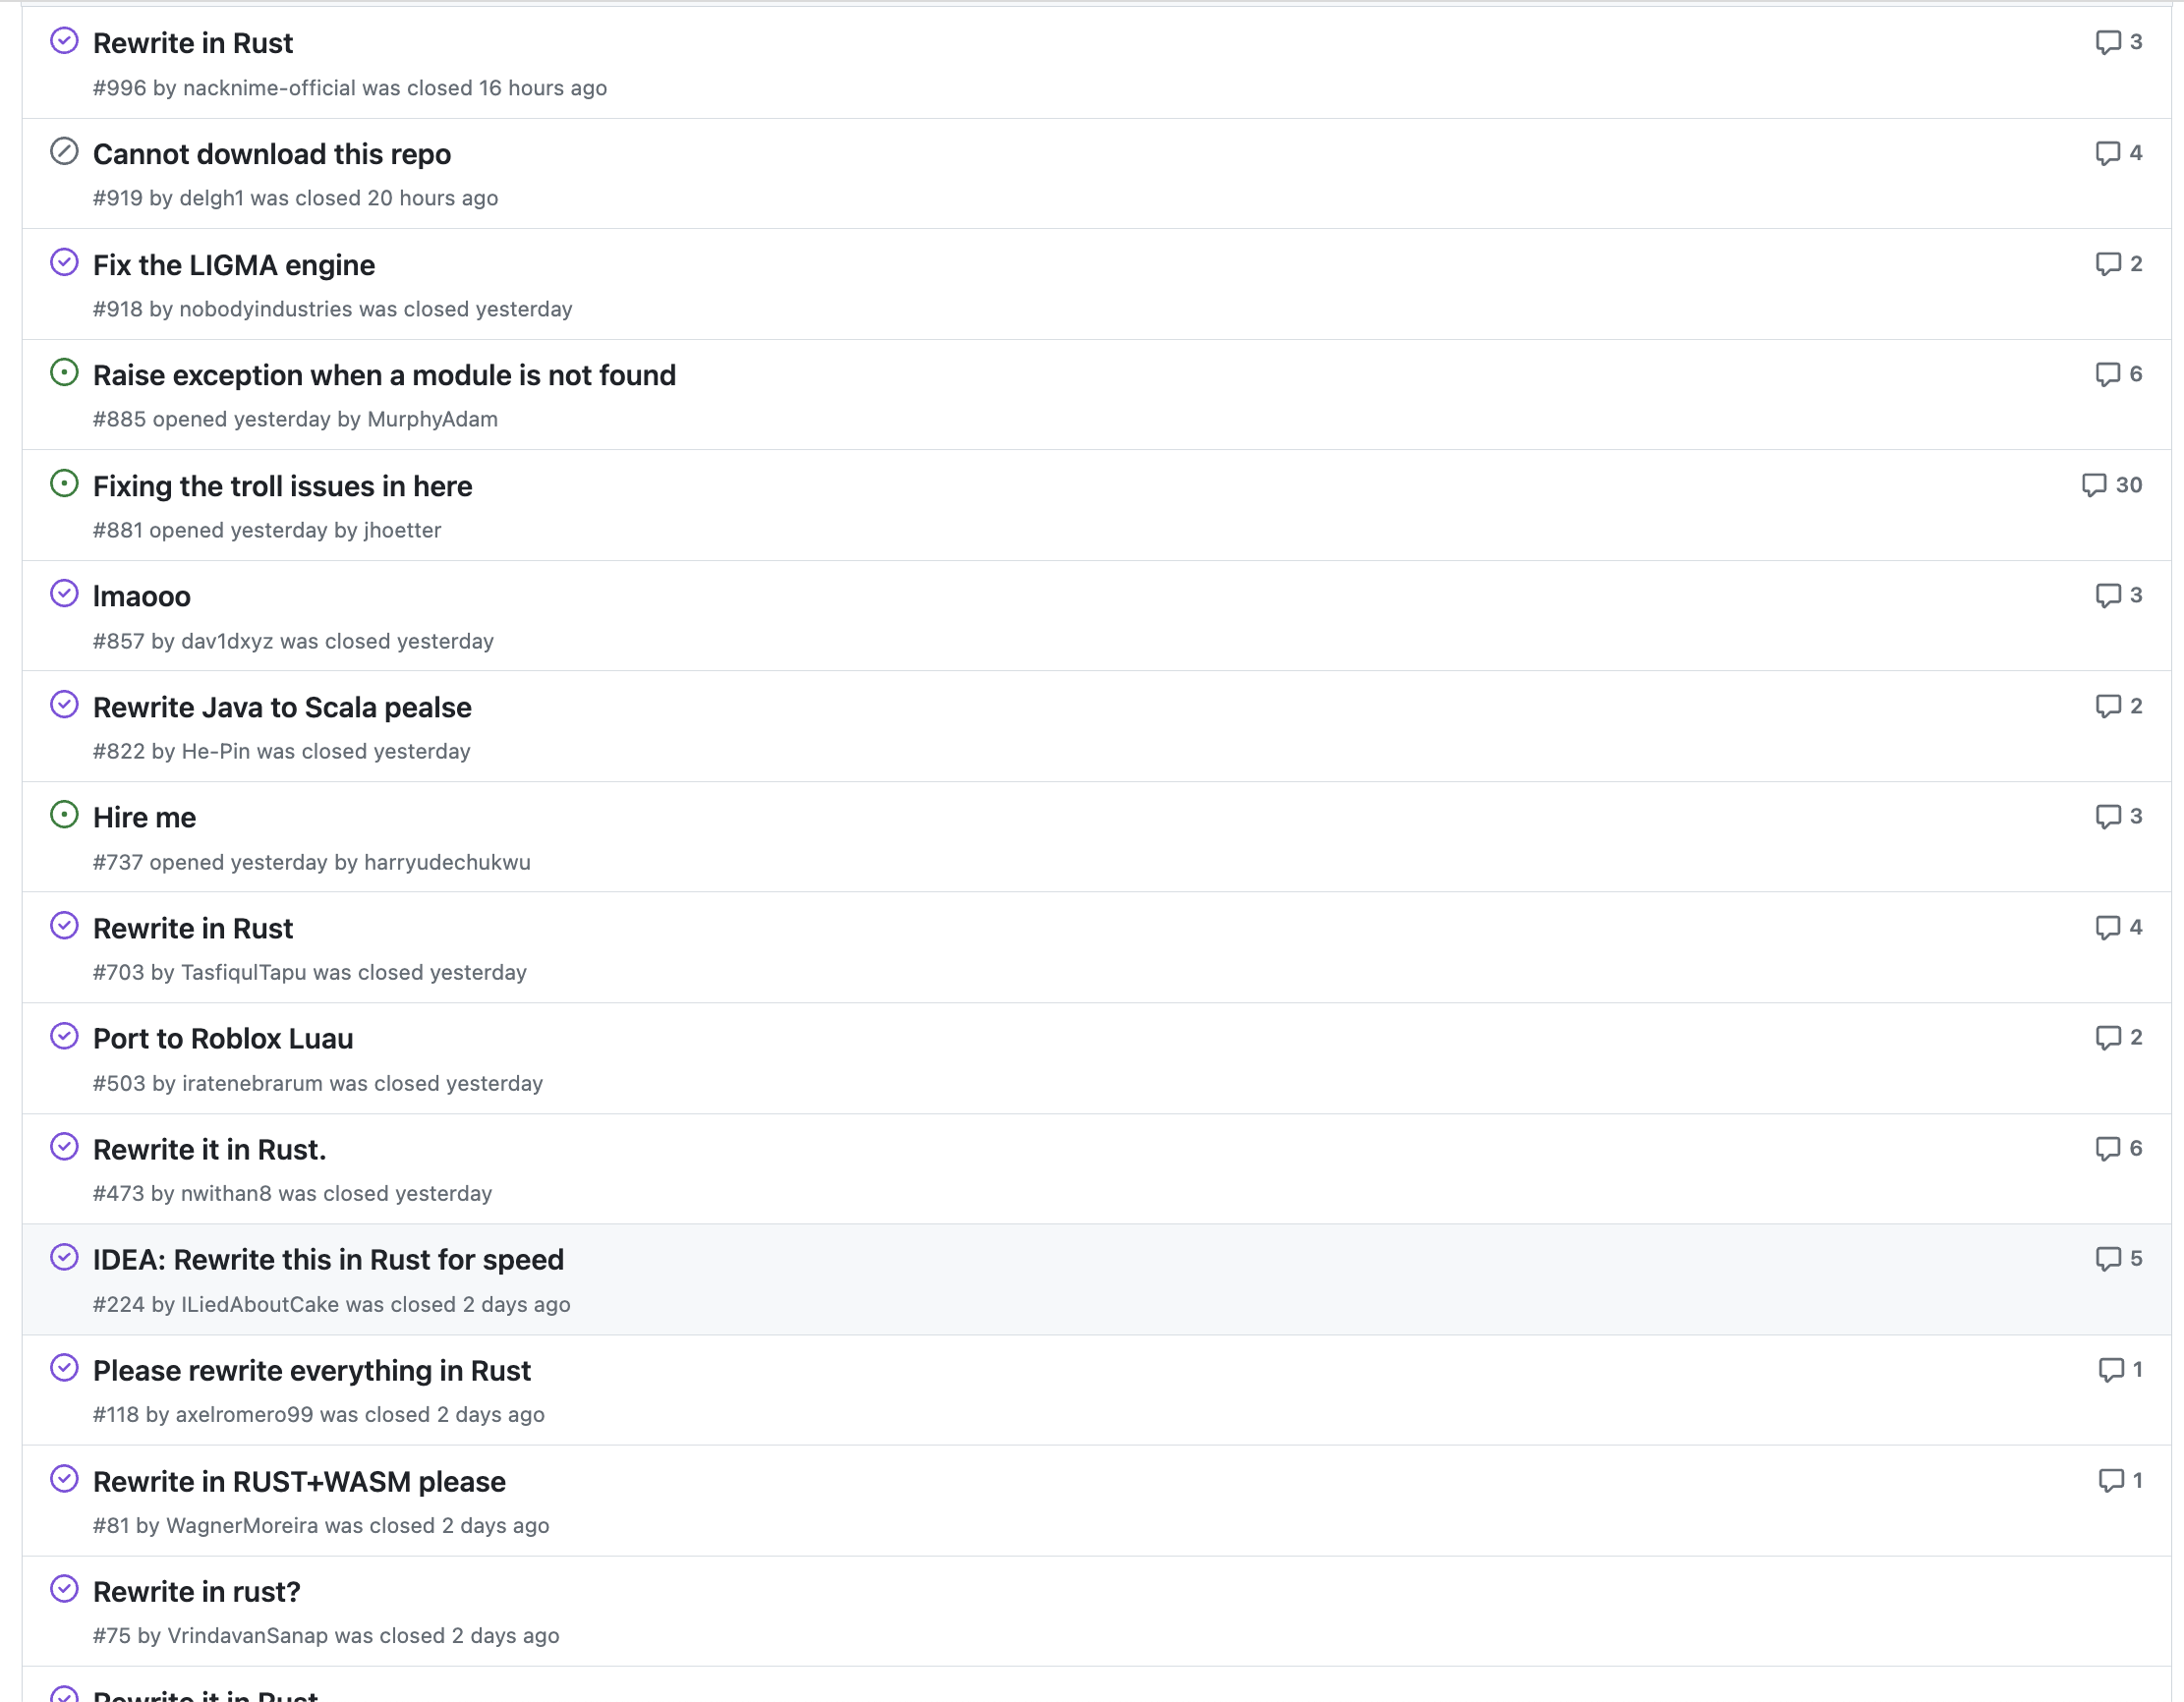 Rewrite in Rust
3
#996 by nacknime-official was closed 16 hours ago
Cannot download this repo
4
#919 by delgh1 was closed 20 hours ago
Fix the LIGMA engine
2
#918 by nobodyindustries was closed yesterday
Raise exception when a module is not found
6
#885 opened yesterday by MurphyAdam
Fixing the troll issues in here
30
#881 opened yesterday by jhoetter
lmaooo
3
#857 by dav1dxyz was closed yesterday
Rewrite Java to Scala pealse
2
#822 by He-Pin was closed yesterday
Hire me
3
#737 opened yesterday by harryudechukwu
Rewrite in Rust
4
#703 by TasfiqulTapu was closed yesterday
Port to Roblox Luau
2
#503 by iratenebrarum was closed yesterday
Rewrite it in Rust.
6
#473 by nwithan8 was closed yesterday
IDEA: Rewrite this in Rust for speed
5
#224 by ILiedAboutCake was closed 2 days ago
Please rewrite everything in Rust
1
#118 by axelromero99 was closed 2 days ago
Rewrite in RUST+WASM please
1
#81 by WagnerMoreira was closed 2 days ago
Rewrite in rust?
#75 by VrindavanSanap was closed 2 days ago
Rewrite it in Rust